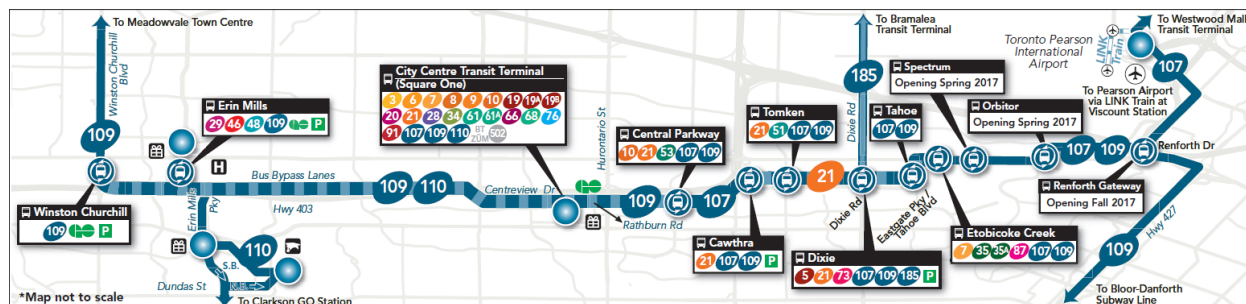 To Meadowvale Town Centre
Winston Churchill
Blvd
109
Winston Churchill
109 GO P
Erin Mills
29 46 48 109 GO P
H
Bus Bypass Lanes
Hwy 403
Erin Mills
Pky
110
S.B.
Dundas St
To Clarkson GO Station
*Map not to scale
109 110
City Centre Transit Terminal
(Square One)
3 6 7 8 9 10 19 19A 19B
20 21 28 34 61 61A 66 68 76
91 107 109 110 BT ZÜM 502
Centreview Dr
GO
Hurontario St
Rathburn Rd
109
Central Parkway
10 21 53 107 109
107
Cawthra
21 107 109 P
Tomken
21 51 107 109
21
To Bramalea
Transit Terminal
185
Dixie Rd
Dixie Rd
Dixie
5 21 73 107 109 185 P
Tahoe
107 109
Eastgate Pky /
Tahoe Blvd
Spectrum
Opening Spring 2017
Etobicoke Creek
7 35 35A 87 107 109
Orbitor
Opening Spring 2017
107 109
Toronto Pearson
International
Airport
LINK
Train
To Westwood Mall
Transit Terminal
107
To Pearson Airport
via LINK Train at
Viscount Station
Renforth Dr
Renforth Gateway
Opening Fall 2017
Hwy 427
109
To Bloor-Danforth
Subway Line